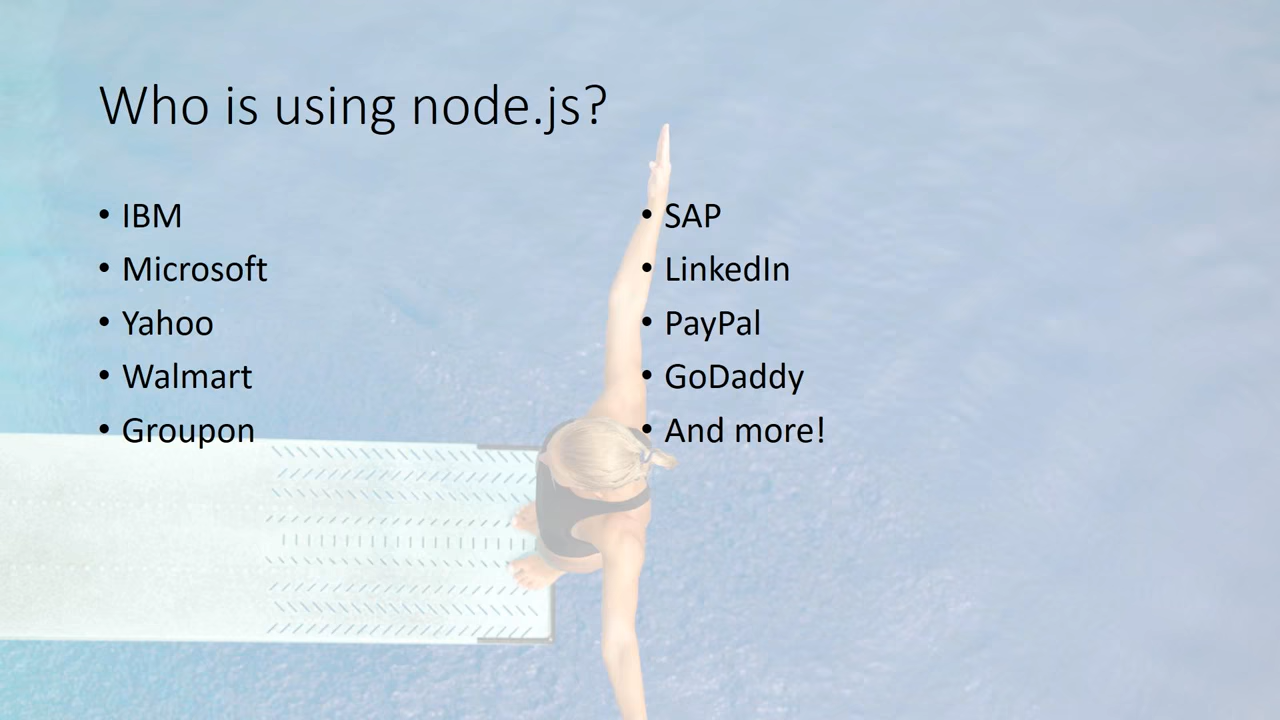 Who is using node.js?
• IBM
• Microsoft
• Yahoo
• Walmart
• Groupon
• SAP
• LinkedIn
• PayPal
• GoDaddy
• And more!